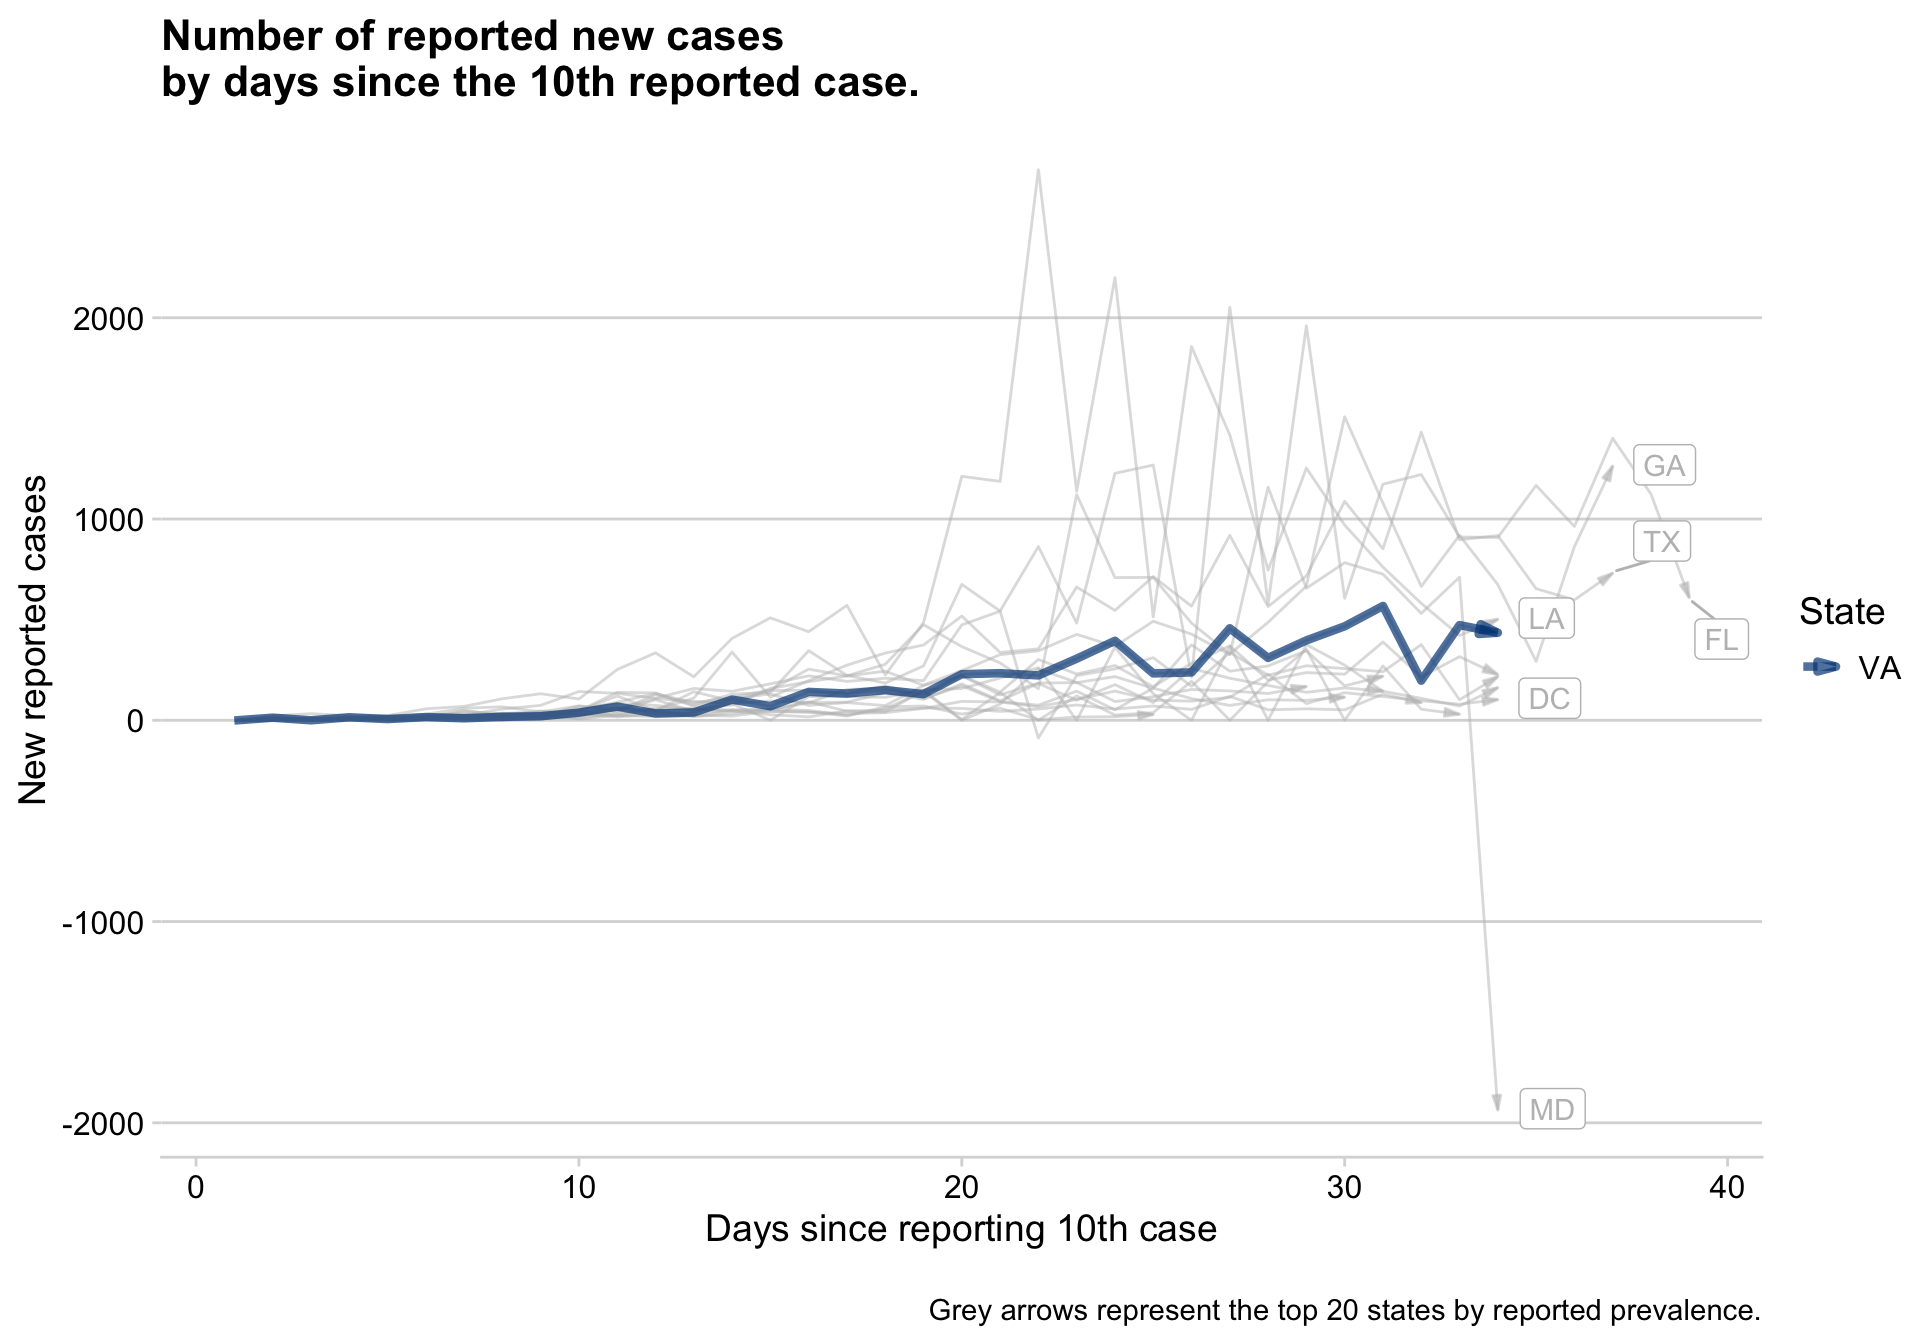 Number of reported new cases
by days since the 10th reported case.
New reported cases
2000
1000
0
-1000
-2000
GA
TX
LA
FL
DC
MD
State
VA
0 10 20 30 40
Days since reporting 10th case
Grey arrows represent the top 20 states by reported prevalence.